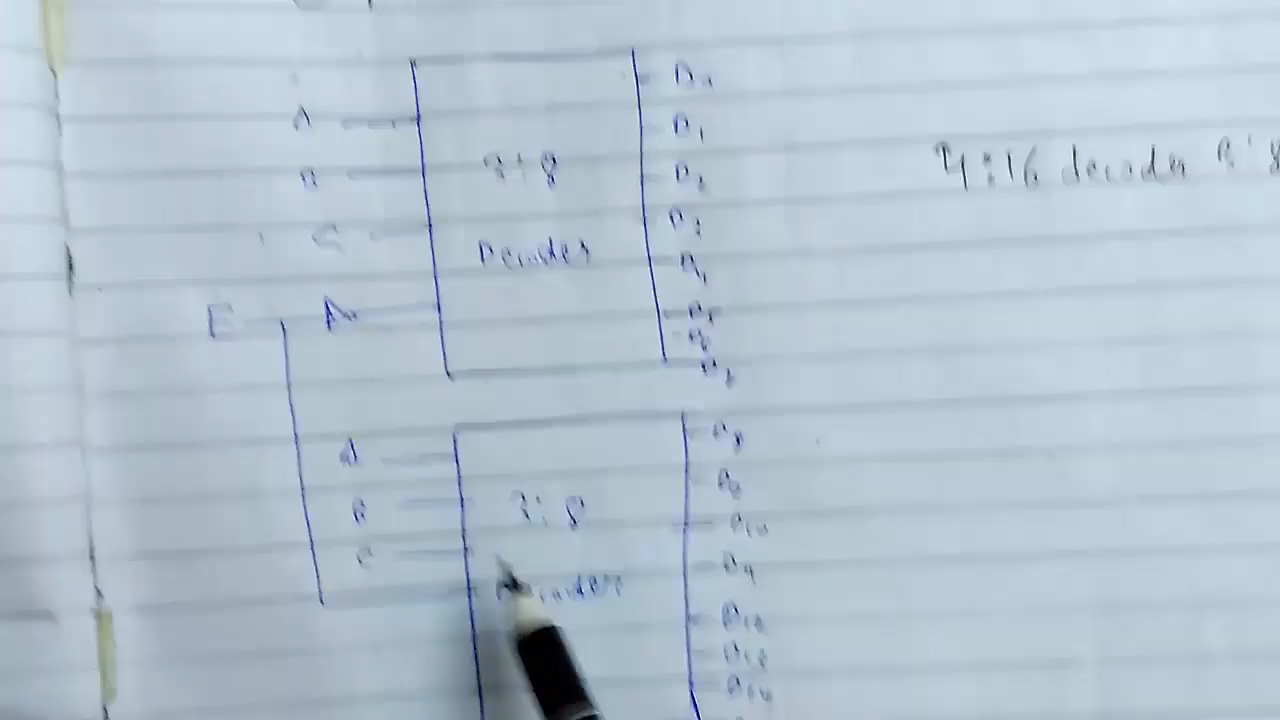 A
B
C
E
3:8
Decoder
D0
D1
D2
D3
D4
D5
D6
D7
4:16 decoder
A
B
C
3:8
Decoder
D8
D9
D10
D12
D13
D14